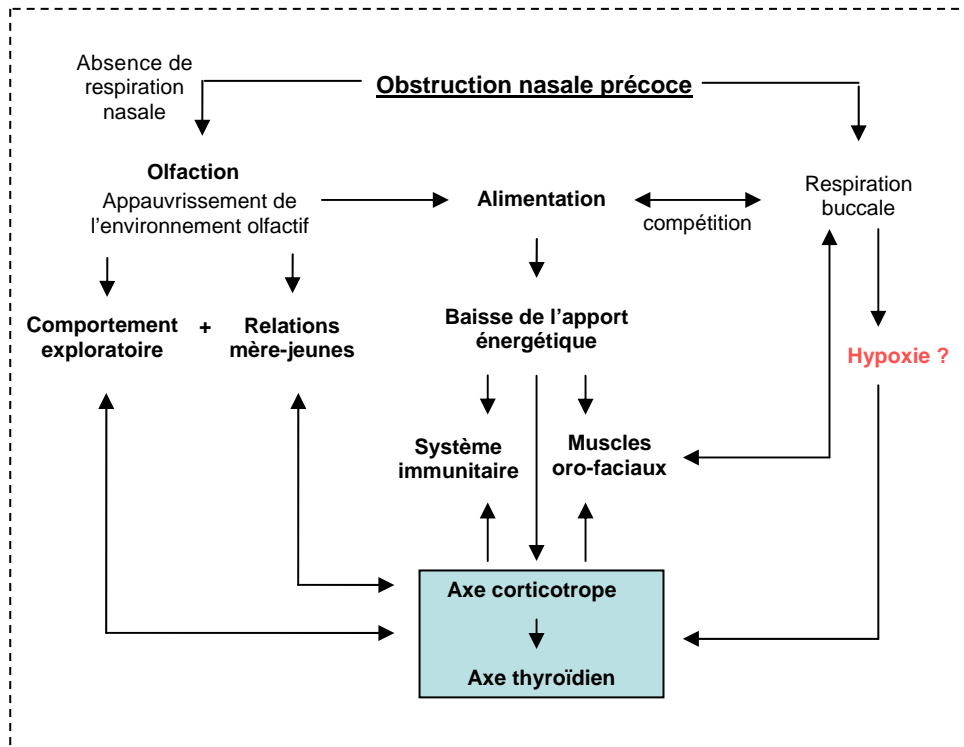 Absence de
respiration
nasale
Obstruction nasale précoce
Olfaction
Appauvrissement de
l'environnement olfactif
Alimentation
compétition
Respiration
buccale
Comportement
exploratoire
+
Relations
mère-jeunes
Baisse de l'apport
énergétique
Hypoxie ?
Système
immunitaire
Muscles
oro-faciaux
Axe corticotrope
Axe thyroïdien